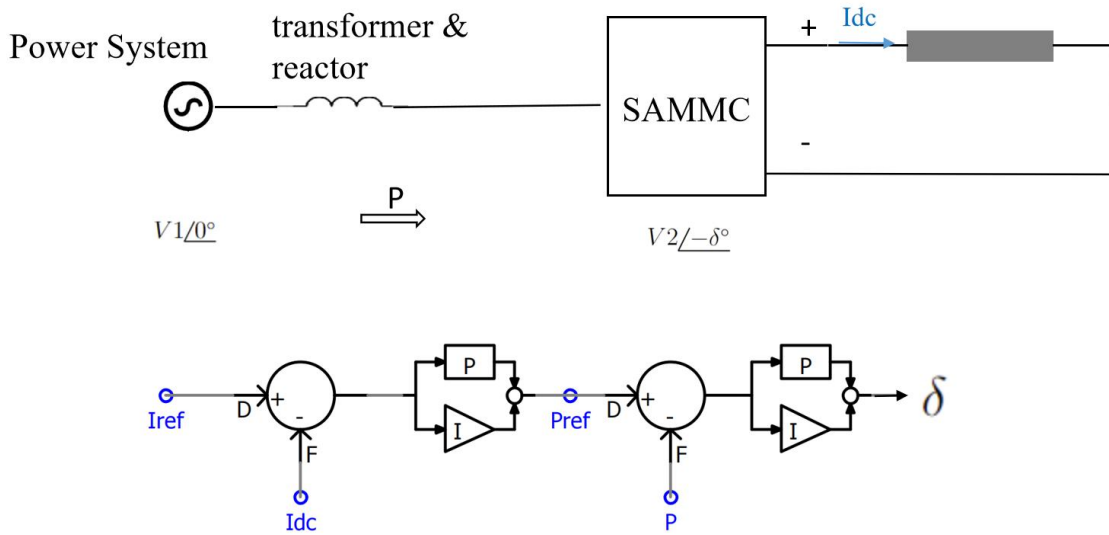 Power System
transformer &
reactor
SAMMC
+
Idc
-
P
V1/0°
V2/−δ°
Iref
D
+
-
F
Idc
P
I
Pref
D
+
-
F
P
P
I
δ